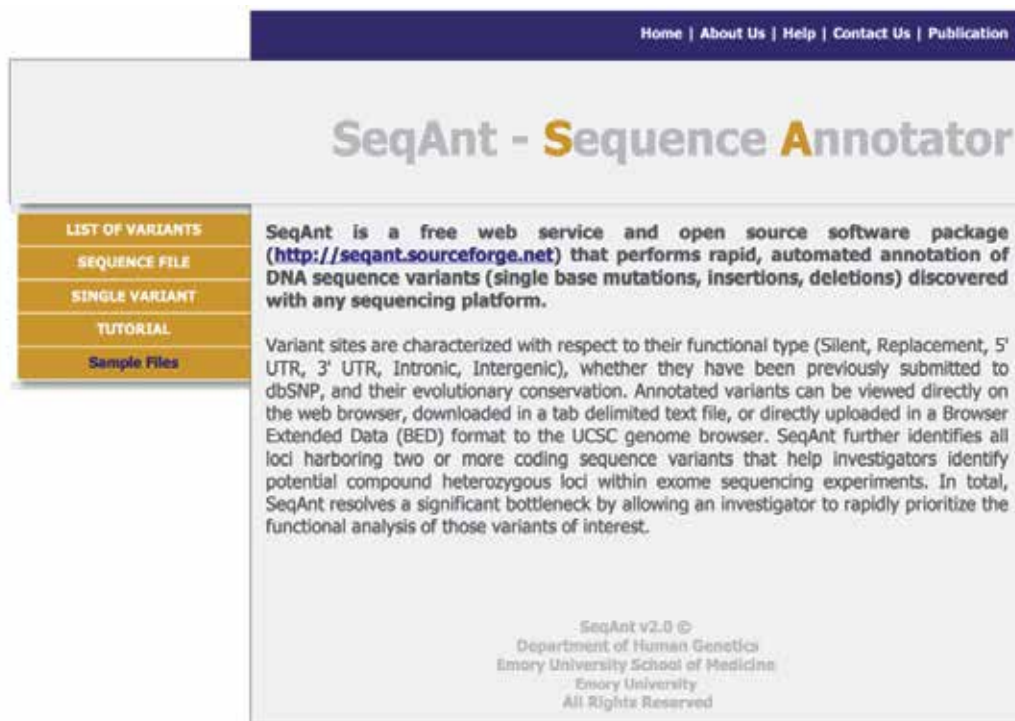 Home | About Us | Help | Contact Us | Publication
SeqAnt - Sequence Annotator
LIST OF VARIANTS
SEQUENCE FILE
SINGLE VARIANT
TUTORIAL
Sample Files
SeqAnt is a free web service and open source software package
(http://seqant.sourceforge.net) that performs rapid, automated annotation of
DNA sequence variants (single base mutations, insertions, deletions) discovered
with any sequencing platform.
Variant sites are characterized with respect to their functional type (Silent, Replacement, 5'
UTR, 3' UTR, Intronic, Intergenic), whether they have been previously submitted to
dbSNP, and their evolutionary conservation. Annotated variants can be viewed directly on
the web browser, downloaded in a tab delimited text file, or directly uploaded in a Browser
Extended Data (BED) format to the UCSC genome browser. SeqAnt further identifies all
loci harboring two or more coding sequence variants that help investigators identify
potential compound heterozygous loci within exome sequencing experiments. In total,
SeqAnt resolves a significant bottleneck by allowing an investigator to rapidly prioritize the
functional analysis of those variants of interest.
SeqAnt v2.0 ©
Department of Human Genetics
Emory University School of Medicine
Emory University
All Rights Reserved